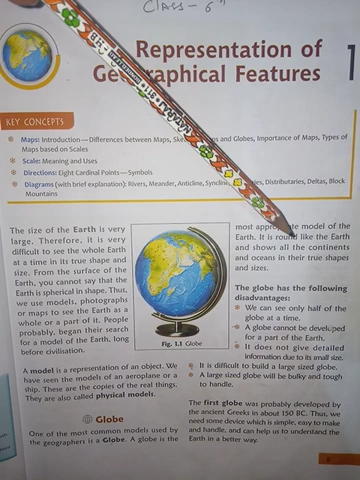 CLASS - 6th
Representation of
Geographical Features
1
KEY CONCEPTS
Maps: Introduction—Differences between Maps, and Globes, Importance of Maps, Types of
Maps based on Scales
Scale: Meaning and Uses
Directions: Eight Cardinal Points—Symbols
Diagrams (with brief explanation): Rivers, Meander, Anticline, Distributaries, Deltas, Block
Mountains
The size of the Earth is very
large. Therefore, it is very
difficult to see the whole Earth
at a time in its true shape and
size. From the surface of the
Earth, you cannot say that the
Earth is spherical in shape. Thus,
we use models, photographs
or maps to see the Earth as a
whole or a part of it. People
probably, began their search
for a model of the Earth, long
before civilisation.
A model is a representation of an object. We
have seen the models of an aeroplane or a
ship. These are the copies of the real things.
They are also called physical models.
Globe
One of the most common models used by
the geographers is a Globe. A globe is the
Fig. 1.1 Globe
most model of the
Earth. It is round like the Earth
and shows all the continents
and oceans in their true shapes
and sizes.
The globe has the following
disadvantages:
We can see only half of the
globe at a time.
A globe cannot be developed
for a part of the Earth.
It does not give detailed
information due to its small size.
It is difficult to build a large sized globe.
A large sized globe will be bulky and tough
to handle.
The first globe was probably developed by
the ancient Greeks in about 150 BC. Thus, we
need some device which is simple, easy to make
and handle, and can help us to understand the
Earth in a better way.